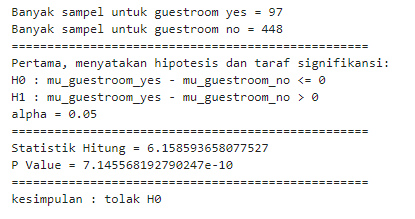 Banyak sampel untuk guestroom yes = 97
Banyak sampel untuk guestroom no = 448
===================================================
Pertama, menyatakan hipotesis dan taraf signifikansi:
H0 : mu_guestroom_yes - mu_guestroom_no <= 0
H1 : mu_guestroom_yes - mu_guestroom_no > 0
alpha = 0.05
===================================================
Statistik Hitung = 6.158593658077527
P Value = 7.145568192790247e-10
===================================================
kesimpulan : tolak H0